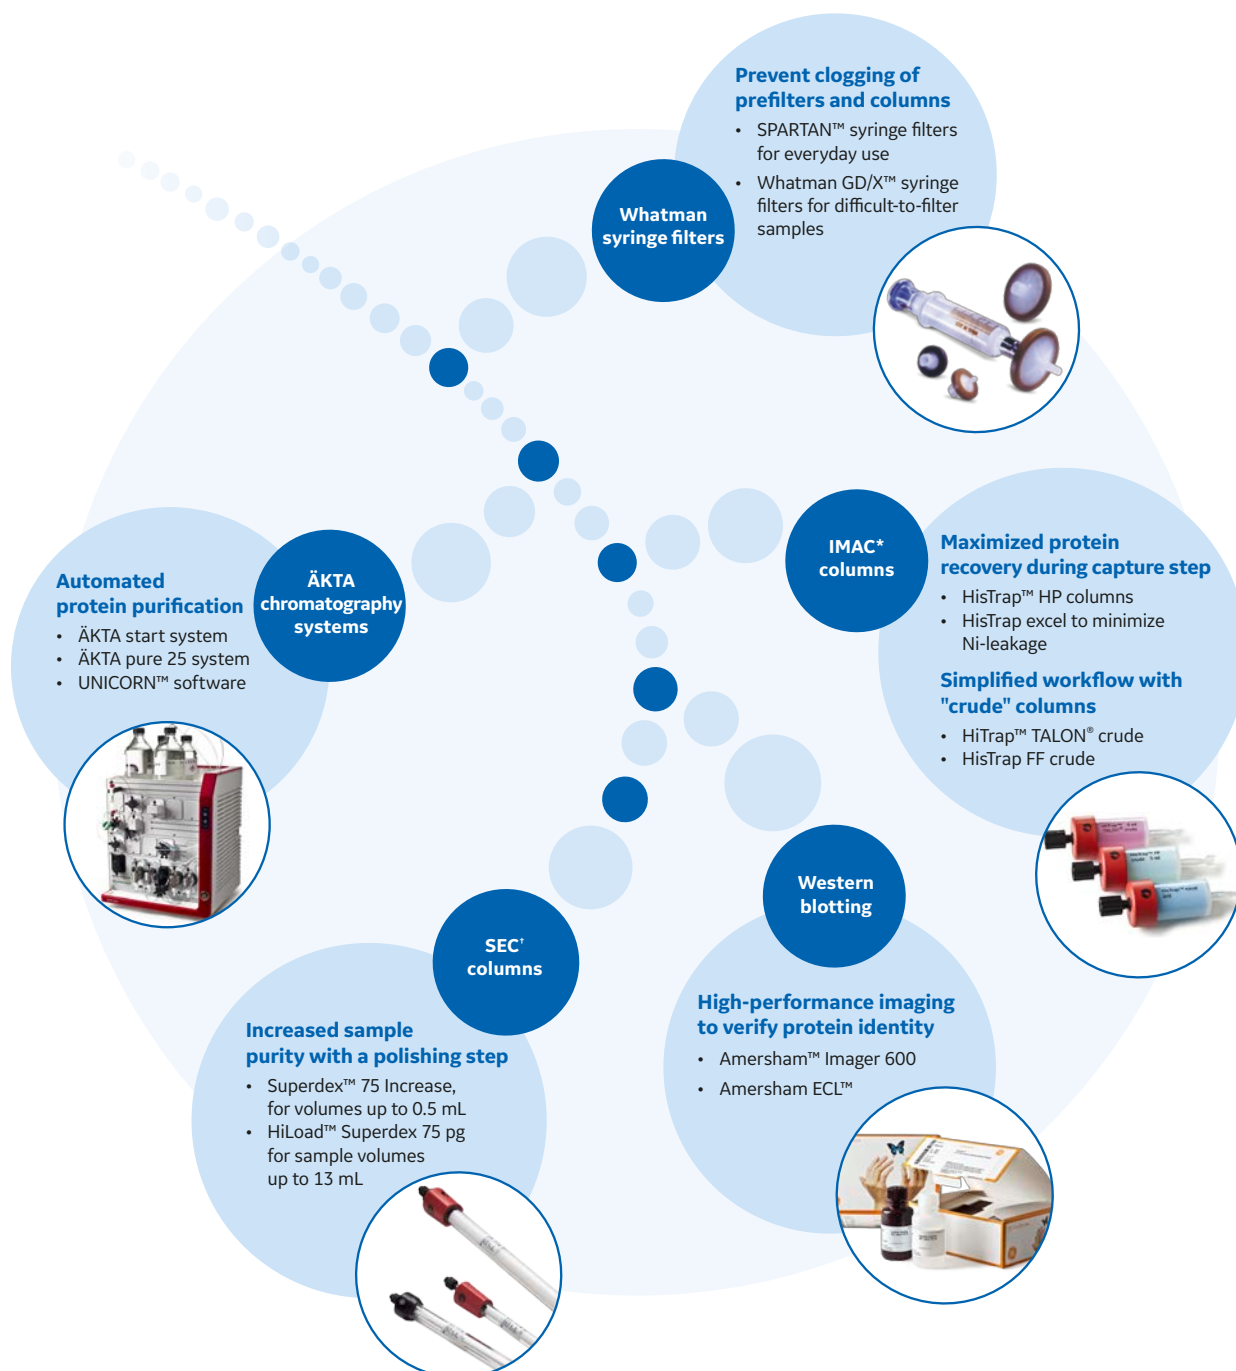 Prevent clogging of
prefilters and columns
• SPARTAN™ syringe filters
for everyday use
• Whatman GD/X™ syringe
filters for difficult-to-filter
samples
Whatman
syringe filters
IMAC*
columns
Maximized protein
recovery during capture step
• HisTrap™ HP columns
• HisTrap excel to minimize
Ni-leakage
Simplified workflow with
"crude" columns
• HiTrap™ TALON® crude
• HisTrap FF crude
ÄKTA
chromatography
systems
Automated
protein purification
• ÄKTA start system
• ÄKTA pure 25 system
• UNICORN™ software
Western
blotting
High-performance imaging
to verify protein identity
• Amersham™ Imager 600
• Amersham ECL™
SEC†
columns
Increased sample
purity with a polishing step
• Superdex™ 75 Increase,
for volumes up to 0.5 mL
• HiLoad™ Superdex 75 pg
for sample volumes
up to 13 mL